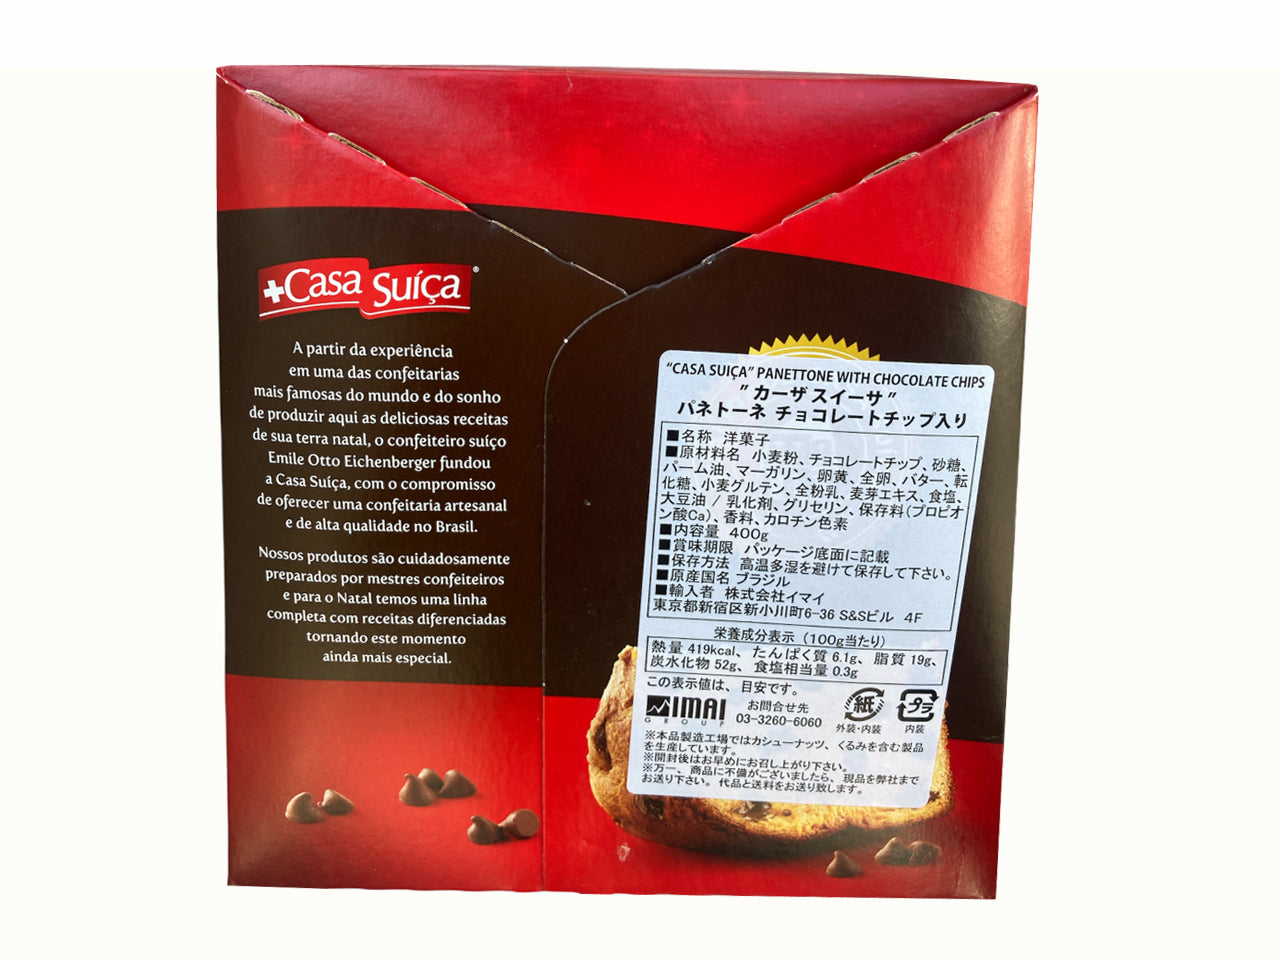 +Casa Suíça®
A partir da experiência
em uma das confeitarias
mais famosas do mundo e do sonho
de produzir aqui as deliciosas receitas
de sua terra natal, o confeiteiro suíço
Emile Otto Eichenberger fundou
a Casa Suíça, com o compromisso
de oferecer uma confeitaria artesanal
e de alta qualidade no Brasil.
Nossos produtos são cuidadosamente
preparados por mestres confeiteiros
e para o Natal temos uma linha
completa com receitas diferenciadas
tornando este momento
ainda mais especial.
“CASA SUIÇA” PANETTONE WITH CHOCOLATE CHIPS
”カーザ スイーサ”
パネトーネ チョコレートチップ入り
■名称 洋菓子
■原材料名 小麦粉、チョコレートチップ、砂糖、
パーム油、マーガリン、卵黄、全卵、バター、転
化糖、小麦グルテン、全粉乳、麦芽エキス、食塩、
大豆油 / 乳化剤、グリセリン、保存料(プロピオ
ン酸Ca)、香料、カロチン色素
■内容量 400g
■賞味期限 パッケージ底面に記載
■保存方法 高温多湿を避けて保存して下さい。
■原産国名 ブラジル
■輸入者 株式会社イマイ
東京都新宿区新小川町6-36 S&Sビル 4F
栄養成分表示(100g当たり)
熱量 419kcal、たんぱく質 6.1g、脂質 19g、
炭水化物 52g、食塩相当量 0.3g
この表示値は、目安です。
IMAI
GROUP
お問合せ先
03-3260-6060
紙
外装・内装
プラ
内装
※本品製造工場ではカシューナッツ、くるみを含む製品
を生産しています。
※開封後はお早めにお召し上がり下さい。
※万一、商品に不備がございましたら、現品を弊社まで
お送り下さい。代品と送料をお送り致します。